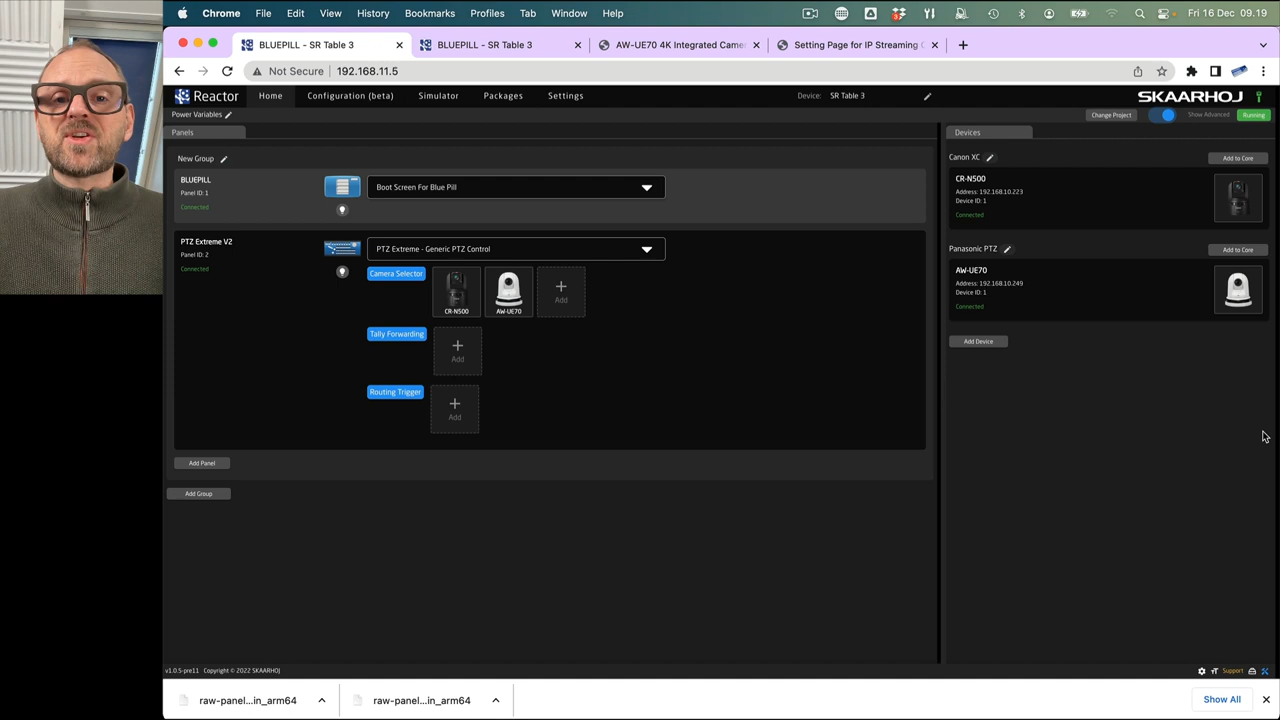 Chrome File Edit View History Bookmarks Profiles Tab Window Help Fri 16 Dec 09.19
BLUEPILL - SR Table 3
BLUEPILL - SR Table 3
AW-UE70 4K Integrated Came
Setting Page for IP Streaming C
Not Secure 192.168.11.5
Reactor Home Configuration (beta) Simulator Packages Settings Device: SR Table 3 SKAARHOJ
Power Variables Change Project Show Advanced Running
Panels
New Group
BLUEPILL
Panel ID: 1
Connected
Boot Screen For Blue Pill
PTZ Extreme V2
Panel ID: 2
Connected
PTZ Extreme - Generic PTZ Control
Camera Selector
CR-N500
AW-UE70
Add
Tally Forwarding
Add
Routing Trigger
Add
Add Panel
Add Group
Devices
Canon XC
Add to Core
CR-N500
Address: 192.168.10.223
Device ID: 1
Connected
Panasonic PTZ
Add to Core
AW-UE70
Address: 192.168.10.249
Device ID: 1
Connected
Add Device
v1.0.5-pre11 Copyright © 2022 SKAARHOJ
Support
raw-panel...in_arm64
raw-panel...in_arm64
Show All